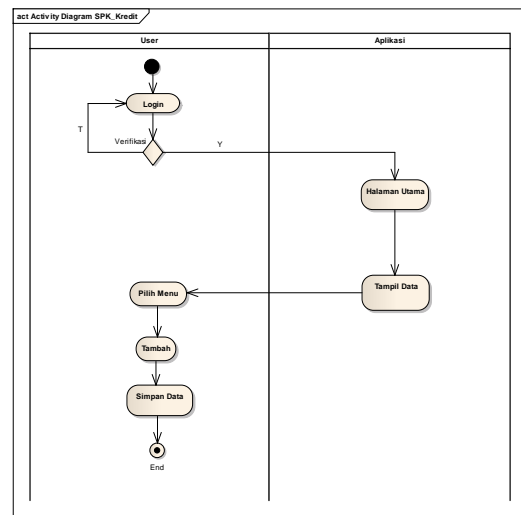 act Activity Diagram SPK_Kredit
User
Aplikasi
Login
T
Verifikasi
Y
Halaman Utama
Tampil Data
Pilih Menu
Tambah
Simpan Data
End